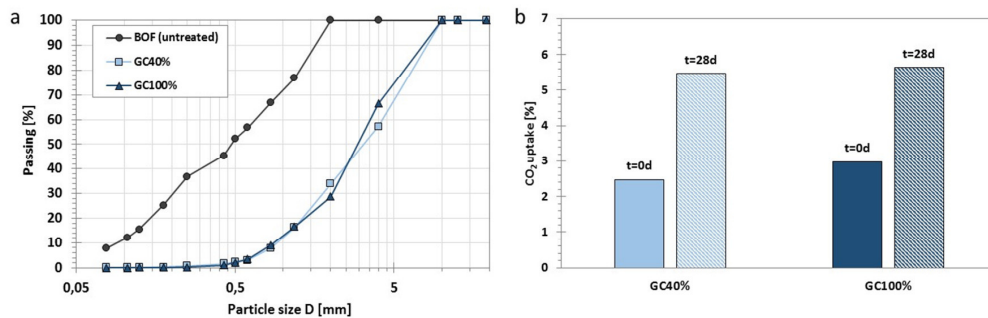 a
BOF (untreated)
GC40%
GC100%
Passing [%]
100
90
80
70
60
50
40
30
20
10
0
0,05
0,5
5
Particle size D [mm]
b
CO2 uptake [%]
7
6
5
4
3
2
1
0
t=0d
t=28d
t=0d
t=28d
GC40%
GC100%